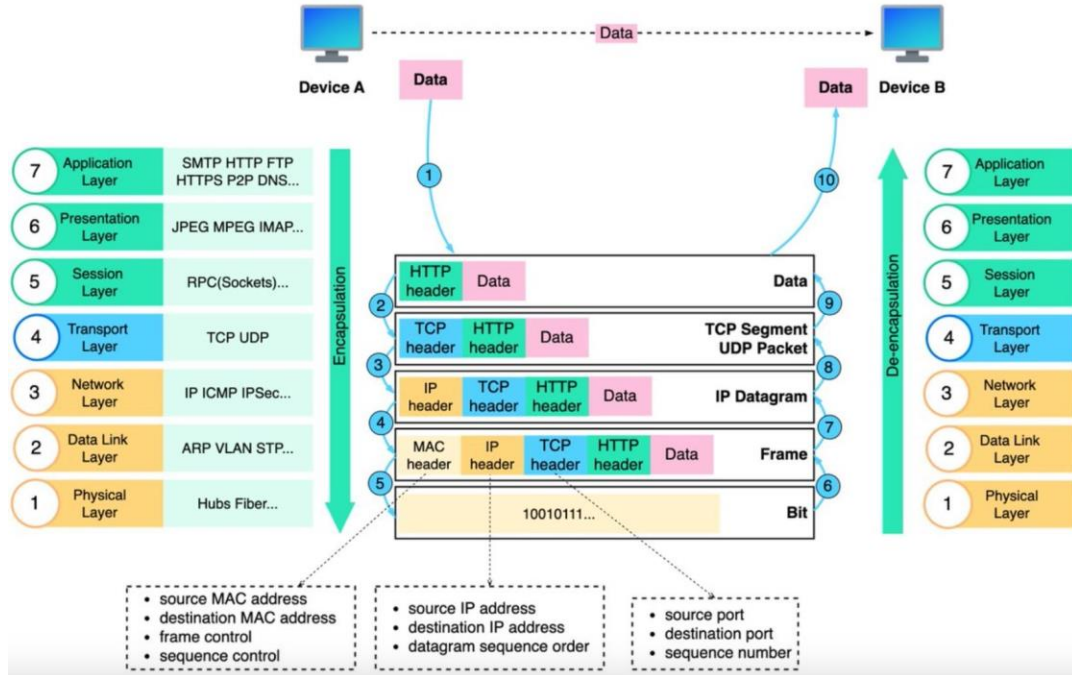 Data
Device A
Device B
Data
Data
1
10
7
Application
Layer
SMTP HTTP FTP
HTTPS P2P DNS...
6
Presentation
Layer
JPEG MPEG IMAP...
5
Session
Layer
RPC(Sockets)...
4
Transport
Layer
TCP UDP
3
Network
Layer
IP ICMP IPSec...
2
Data Link
Layer
ARP VLAN STP...
1
Physical
Layer
Hubs Fiber...
Encapsulation
HTTP
header
Data
Data
2
9
TCP
header
HTTP
header
Data
TCP Segment
UDP Packet
3
8
IP
header
TCP
header
HTTP
header
Data
IP Datagram
4
7
MAC
header
IP
header
TCP
header
HTTP
header
Data
Frame
5
6
10010111...
Bit
De-encapsulation
7
Application
Layer
6
Presentation
Layer
5
Session
Layer
4
Transport
Layer
3
Network
Layer
2
Data Link
Layer
1
Physical
Layer
• source MAC address
• destination MAC address
• frame control
• sequence control
• source IP address
• destination IP address
• datagram sequence order
• source port
• destination port
• sequence number